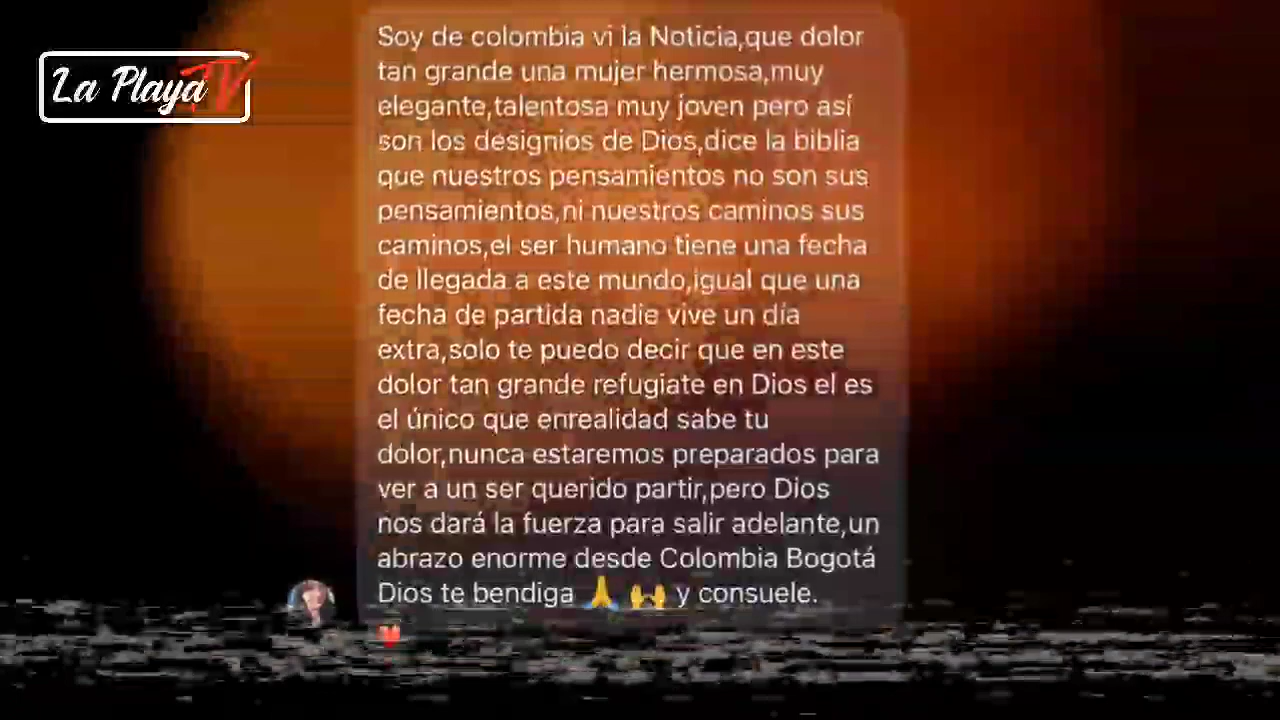 La Playa TV
Soy de colombia vi la Noticia,que dolor
tan grande una mujer hermosa,muy
elegante,talentosa muy joven pero así
son los designios de Dios,dice la biblia
que nuestros pensamientos no son sus
pensamientos,ni nuestros caminos sus
caminos,el ser humano tiene una fecha
de llegada a este mundo,igual que una
fecha de partida nadie vive un día
extra,solo te puedo decir que en este
dolor tan grande refugiate en Dios el es
el único que enrealidad sabe tu
dolor,nunca estaremos preparados para
ver a un ser querido partir,pero Dios
nos dará la fuerza para salir adelante,un
abrazo enorme desde Colombia Bogotá
Dios te bendiga 🙏 🙌 y consuele.